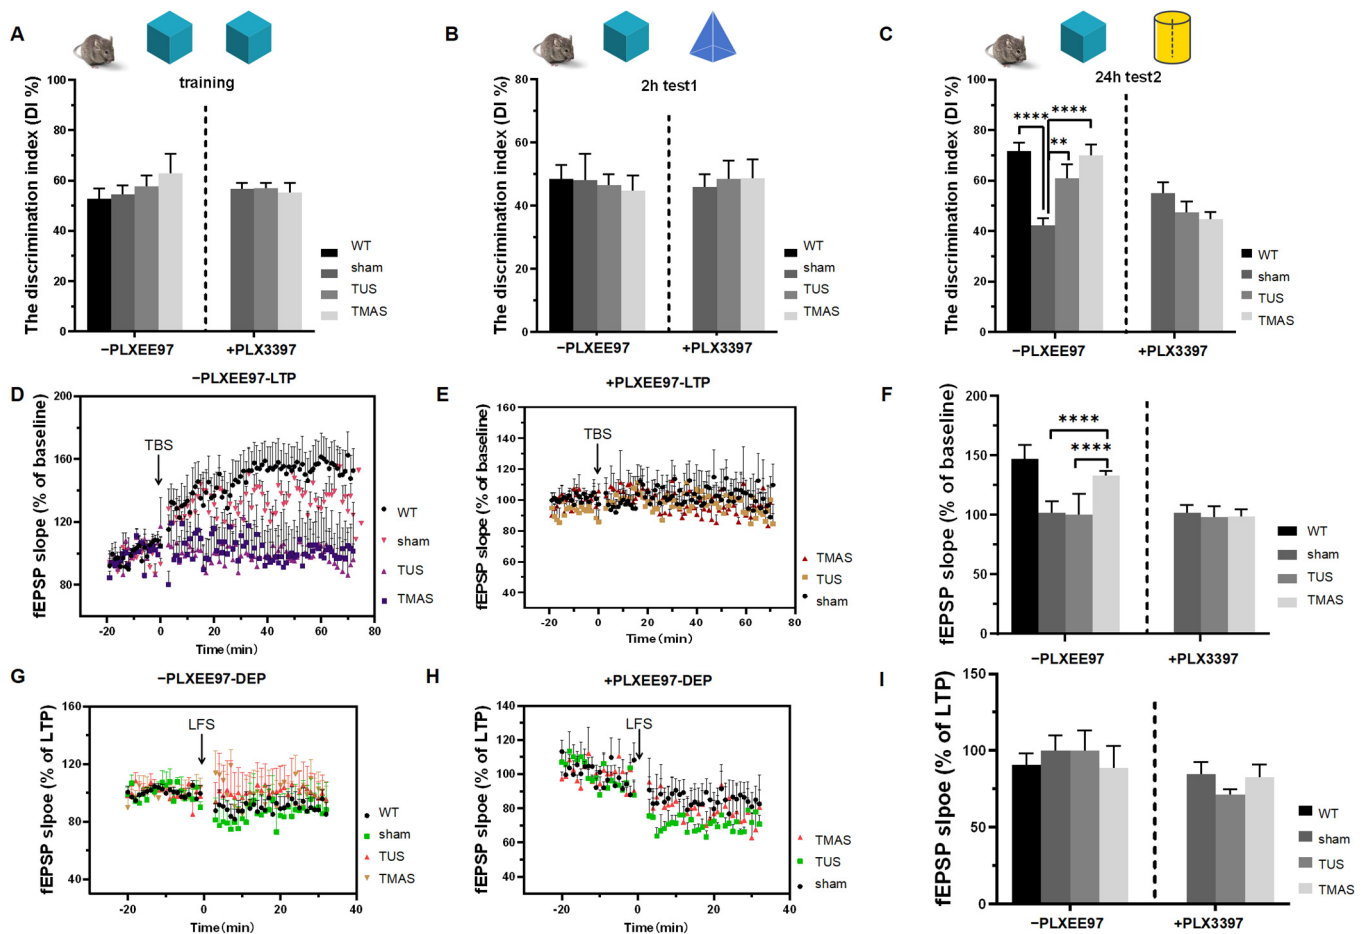 A
training
The discrimination index (DI %)
100
80
60
40
20
0
−PLXEE97
+PLX3397
WT
sham
TUS
TMAS
B
2h test1
The discrimination index (DI %)
80
60
40
20
0
−PLXEE97
+PLX3397
WT
sham
TUS
TMAS
C
24h test2
The discrimination index (DI %)
100
80
60
40
20
0
****
****
**
−PLXEE97
+PLX3397
WT
sham
TUS
TMAS
D
−PLXEE97-LTP
fEPSP slope (% of baseline)
200
160
120
80
TBS
-20 0 20 40 60 80
Time(min)
WT
sham
TUS
TMAS
E
+PLXEE97-LTP
fEPSP slope (% of baseline)
160
140
120
100
80
60
40
TBS
-20 0 20 40 60 80
Time(min)
TMAS
TUS
sham
F
fEPSP slope (% of baseline)
200
150
100
50
0
****
****
−PLXEE97
+PLX3397
WT
sham
TUS
TMAS
G
−PLXEE97-DEP
fEPSP slpoe (% of LTP)
160
120
80
40
LFS
-20 0 20 40
Time(min)
WT
sham
TUS
TMAS
H
+PLXEE97-DEP
fEPSP slpoe (% of LTP)
140
120
100
80
60
40
LFS
-20 0 20 40
Time(min)
TMAS
TUS
sham
I
fEPSP slpoe (% of LTP)
150
100
50
0
−PLXEE97
+PLX3397
WT
sham
TUS
TMAS